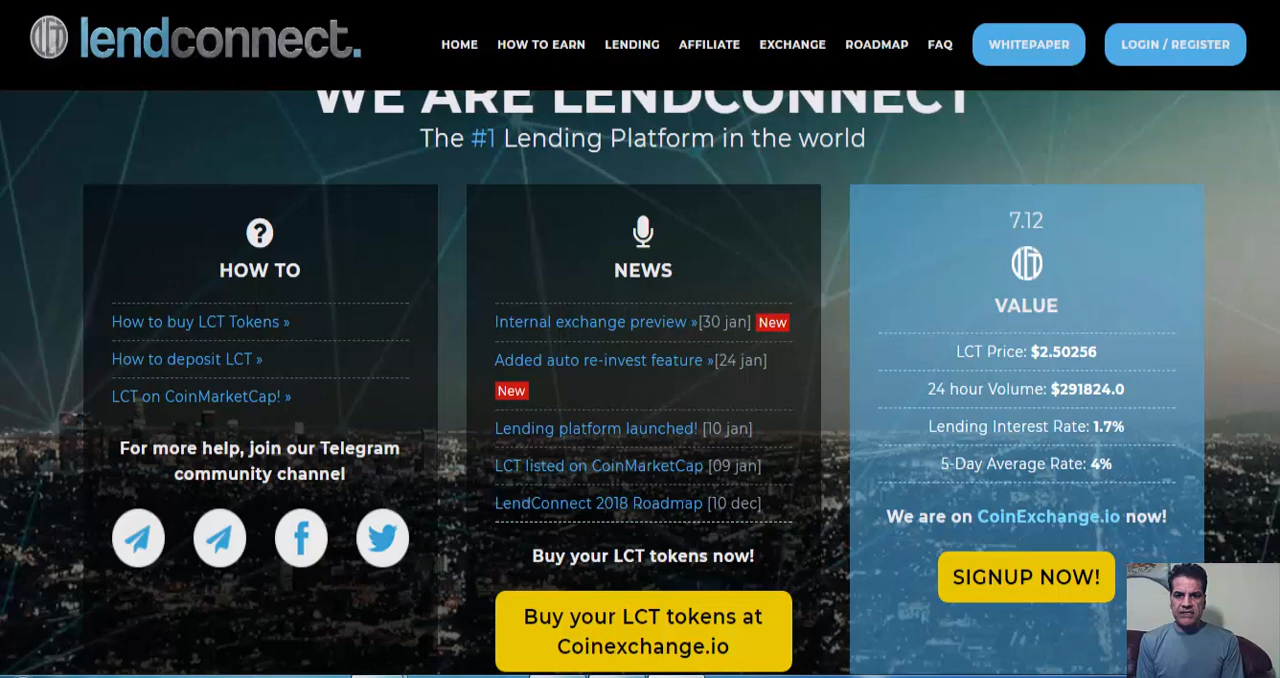 LCT lendconnect.
HOME HOW TO EARN LENDING AFFILIATE EXCHANGE ROADMAP FAQ WHITEPAPER LOGIN / REGISTER
WE ARE LENDCONNECT
The #1 Lending Platform in the world
HOW TO
How to buy LCT Tokens »
How to deposit LCT »
LCT on CoinMarketCap! »
For more help, join our Telegram
community channel
NEWS
Internal exchange preview »[30 jan] New
Added auto re-invest feature »[24 jan]
New
Lending platform launched! [10 jan]
LCT listed on CoinMarketCap [09 jan]
LendConnect 2018 Roadmap [10 dec]
Buy your LCT tokens now!
Buy your LCT tokens at
Coinexchange.io
7.12
LCT
VALUE
LCT Price: $2.50256
24 hour Volume: $291824.0
Lending Interest Rate: 1.7%
5-Day Average Rate: 4%
We are on CoinExchange.io now!
SIGNUP NOW!